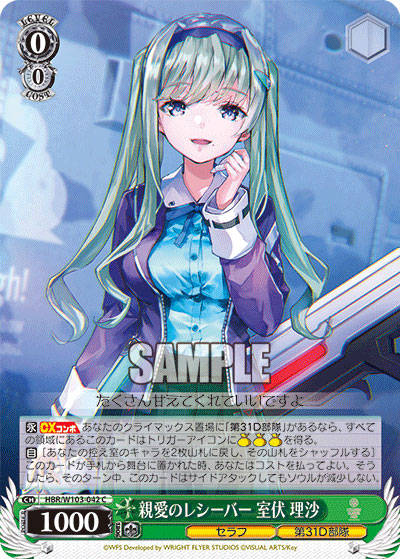 LEVEL
0
0
COST
gh!
SAMPLE
たくさん甘えてくれていいですよ
永 CXコンボ あなたのクライマックス置場に「第31D部隊」があるなら、すべての領域にあるこのカードはトリガーアイコンに を得る。
自 [あなたの控え室のキャラを2枚山札に戻し、その山札をシャッフルする] このカードが手札から舞台に置かれた時、あなたはコストを払ってよい。そうしたら、そのターン中、このカードはサイドアタックしてもソウルが減少しない。
CH HBR/W103-042 C
1000
親愛のレシーバー 室伏 理沙
セラフ
第31D部隊
©WFS Developed by WRIGHT FLYER STUDIOS ©VISUAL ARTS/Key